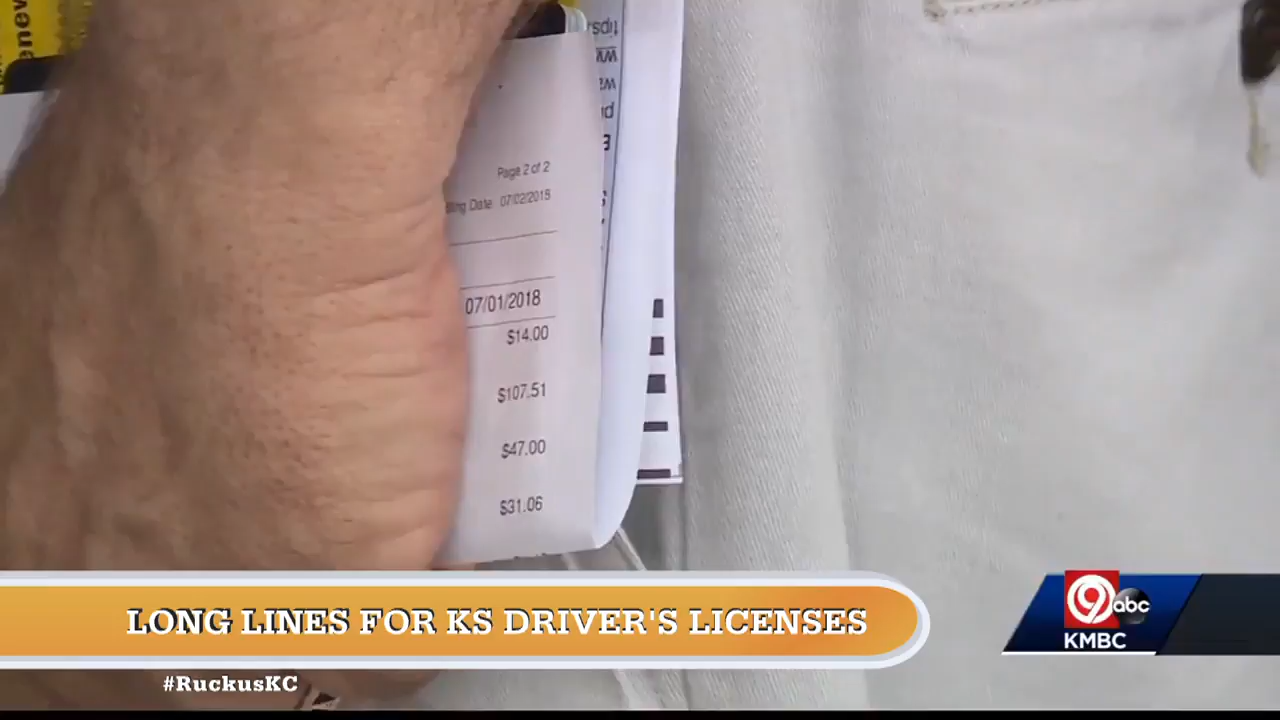 Page 2 of 2
Date 07/02/2018
07/01/2018
$14.00
$107.51
$47.00
$31.06
LONG LINES FOR KS DRIVER'S LICENSES
9 abc
KMBC
#RuckusKC